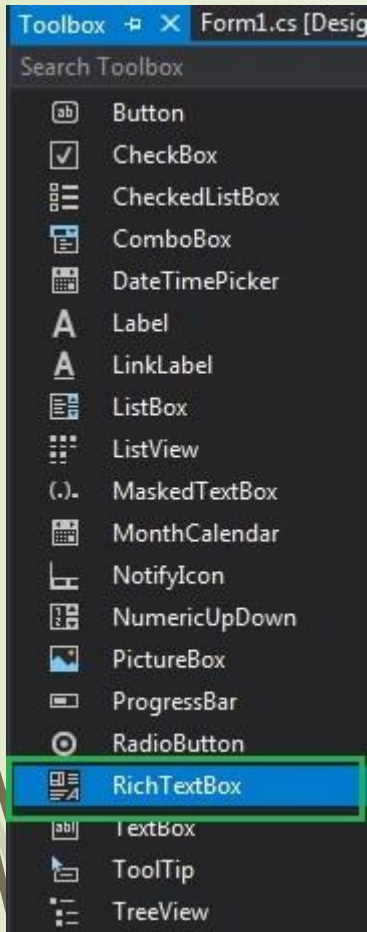 Toolbox Form1.cs [Desig
Search Toolbox
Button
CheckBox
CheckedListBox
ComboBox
DateTimePicker
Label
LinkLabel
ListBox
ListView
MaskedTextBox
MonthCalendar
NotifyIcon
NumericUpDown
PictureBox
ProgressBar
RadioButton
RichTextBox
TextBox
ToolTip
TreeView